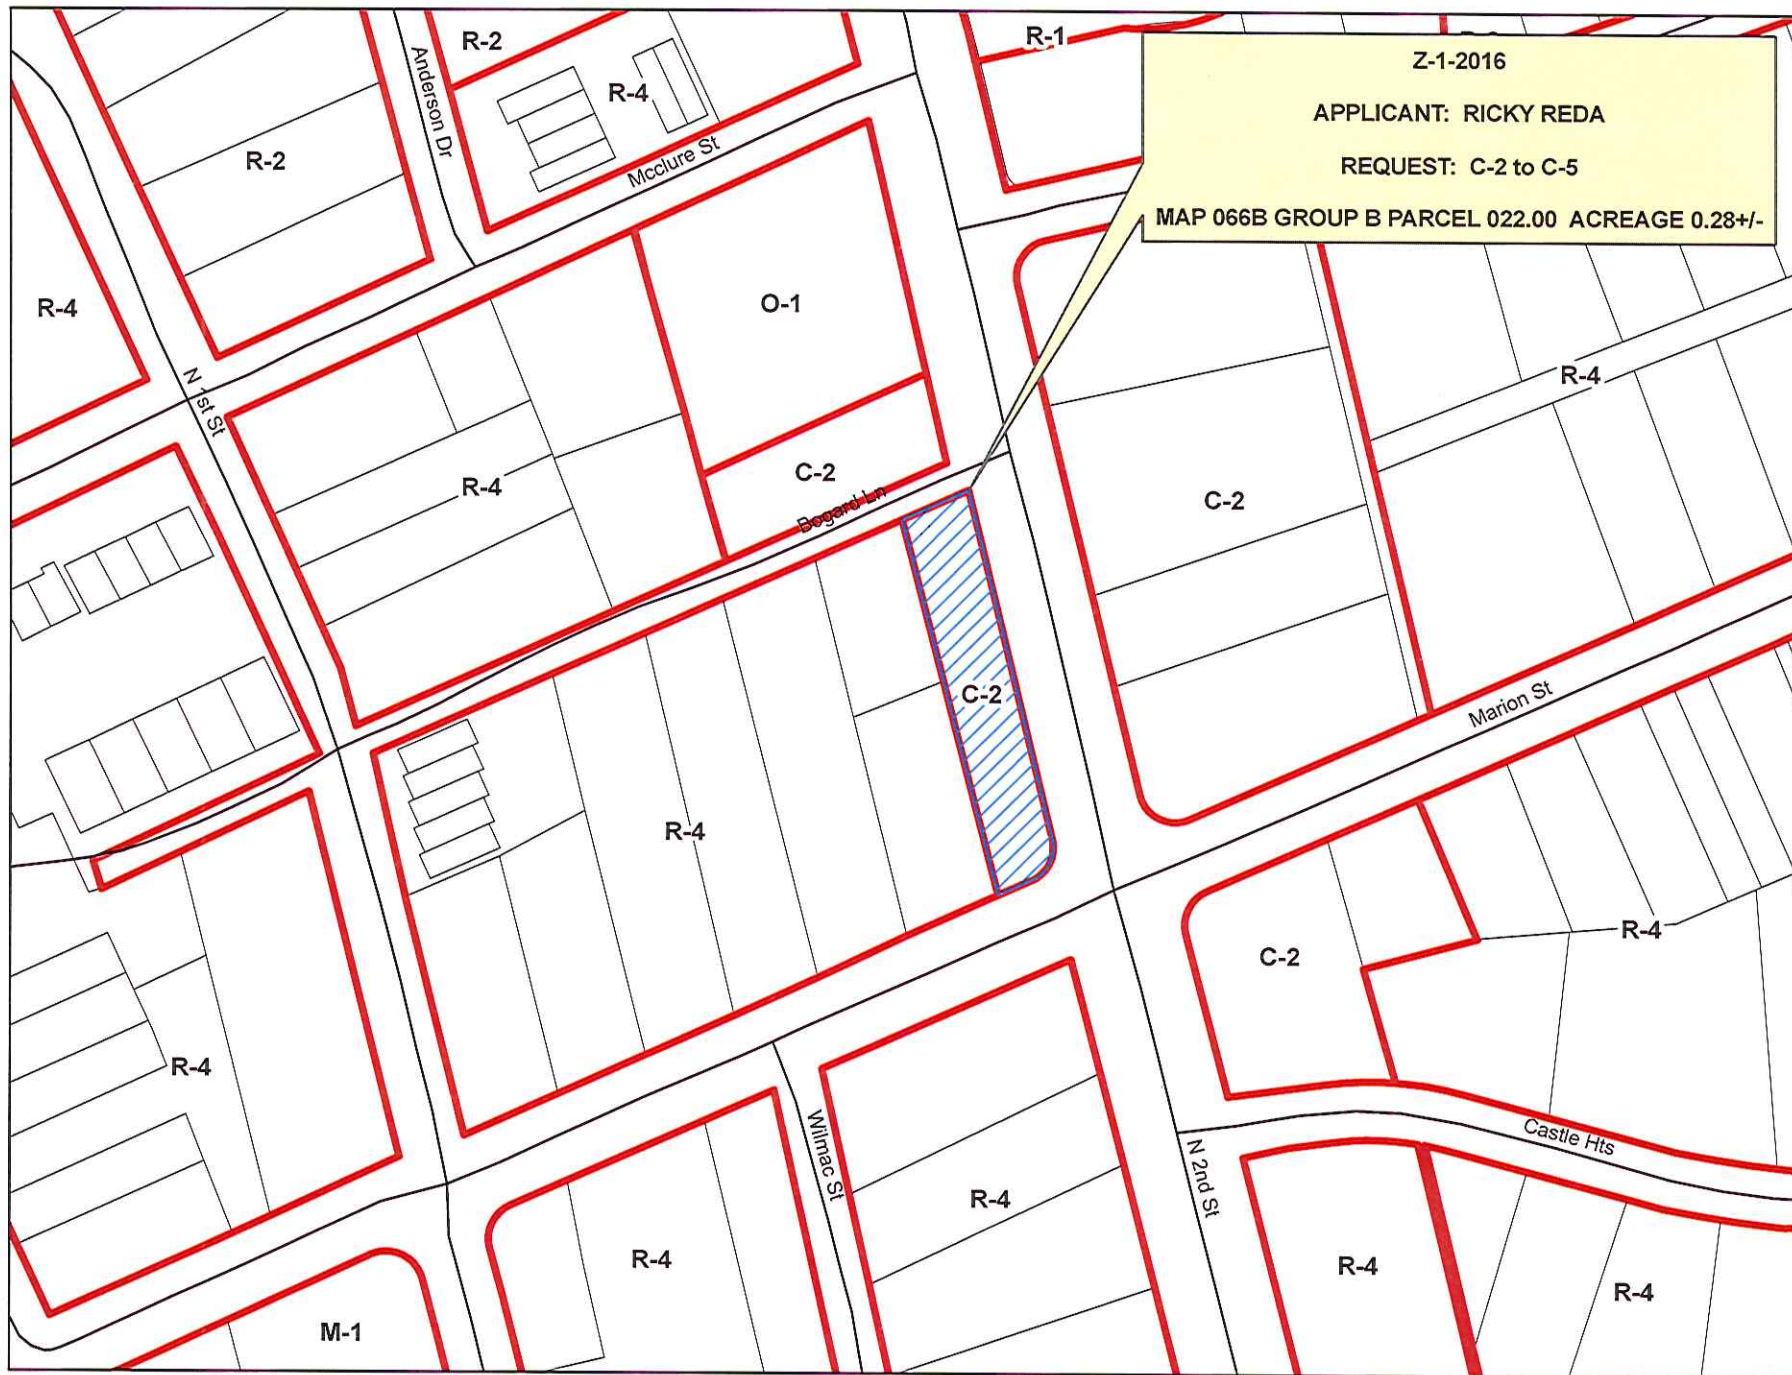 R-2
R-1
Anderson Dr
R-4
Z-1-2016
APPLICANT: RICKY REDA
REQUEST: C-2 to C-5
MAP 066B GROUP B PARCEL 022.00 ACREAGE 0.28+/-
R-2
Mcclure St
R-4
O-1
N 1st St
R-4
R-4
C-2
Bogard Ln
C-2
C-2
Marion St
R-4
C-2
R-4
R-4
Wilmac St
Castle Hts
N 2nd St
R-4
R-4
R-4
R-4
M-1